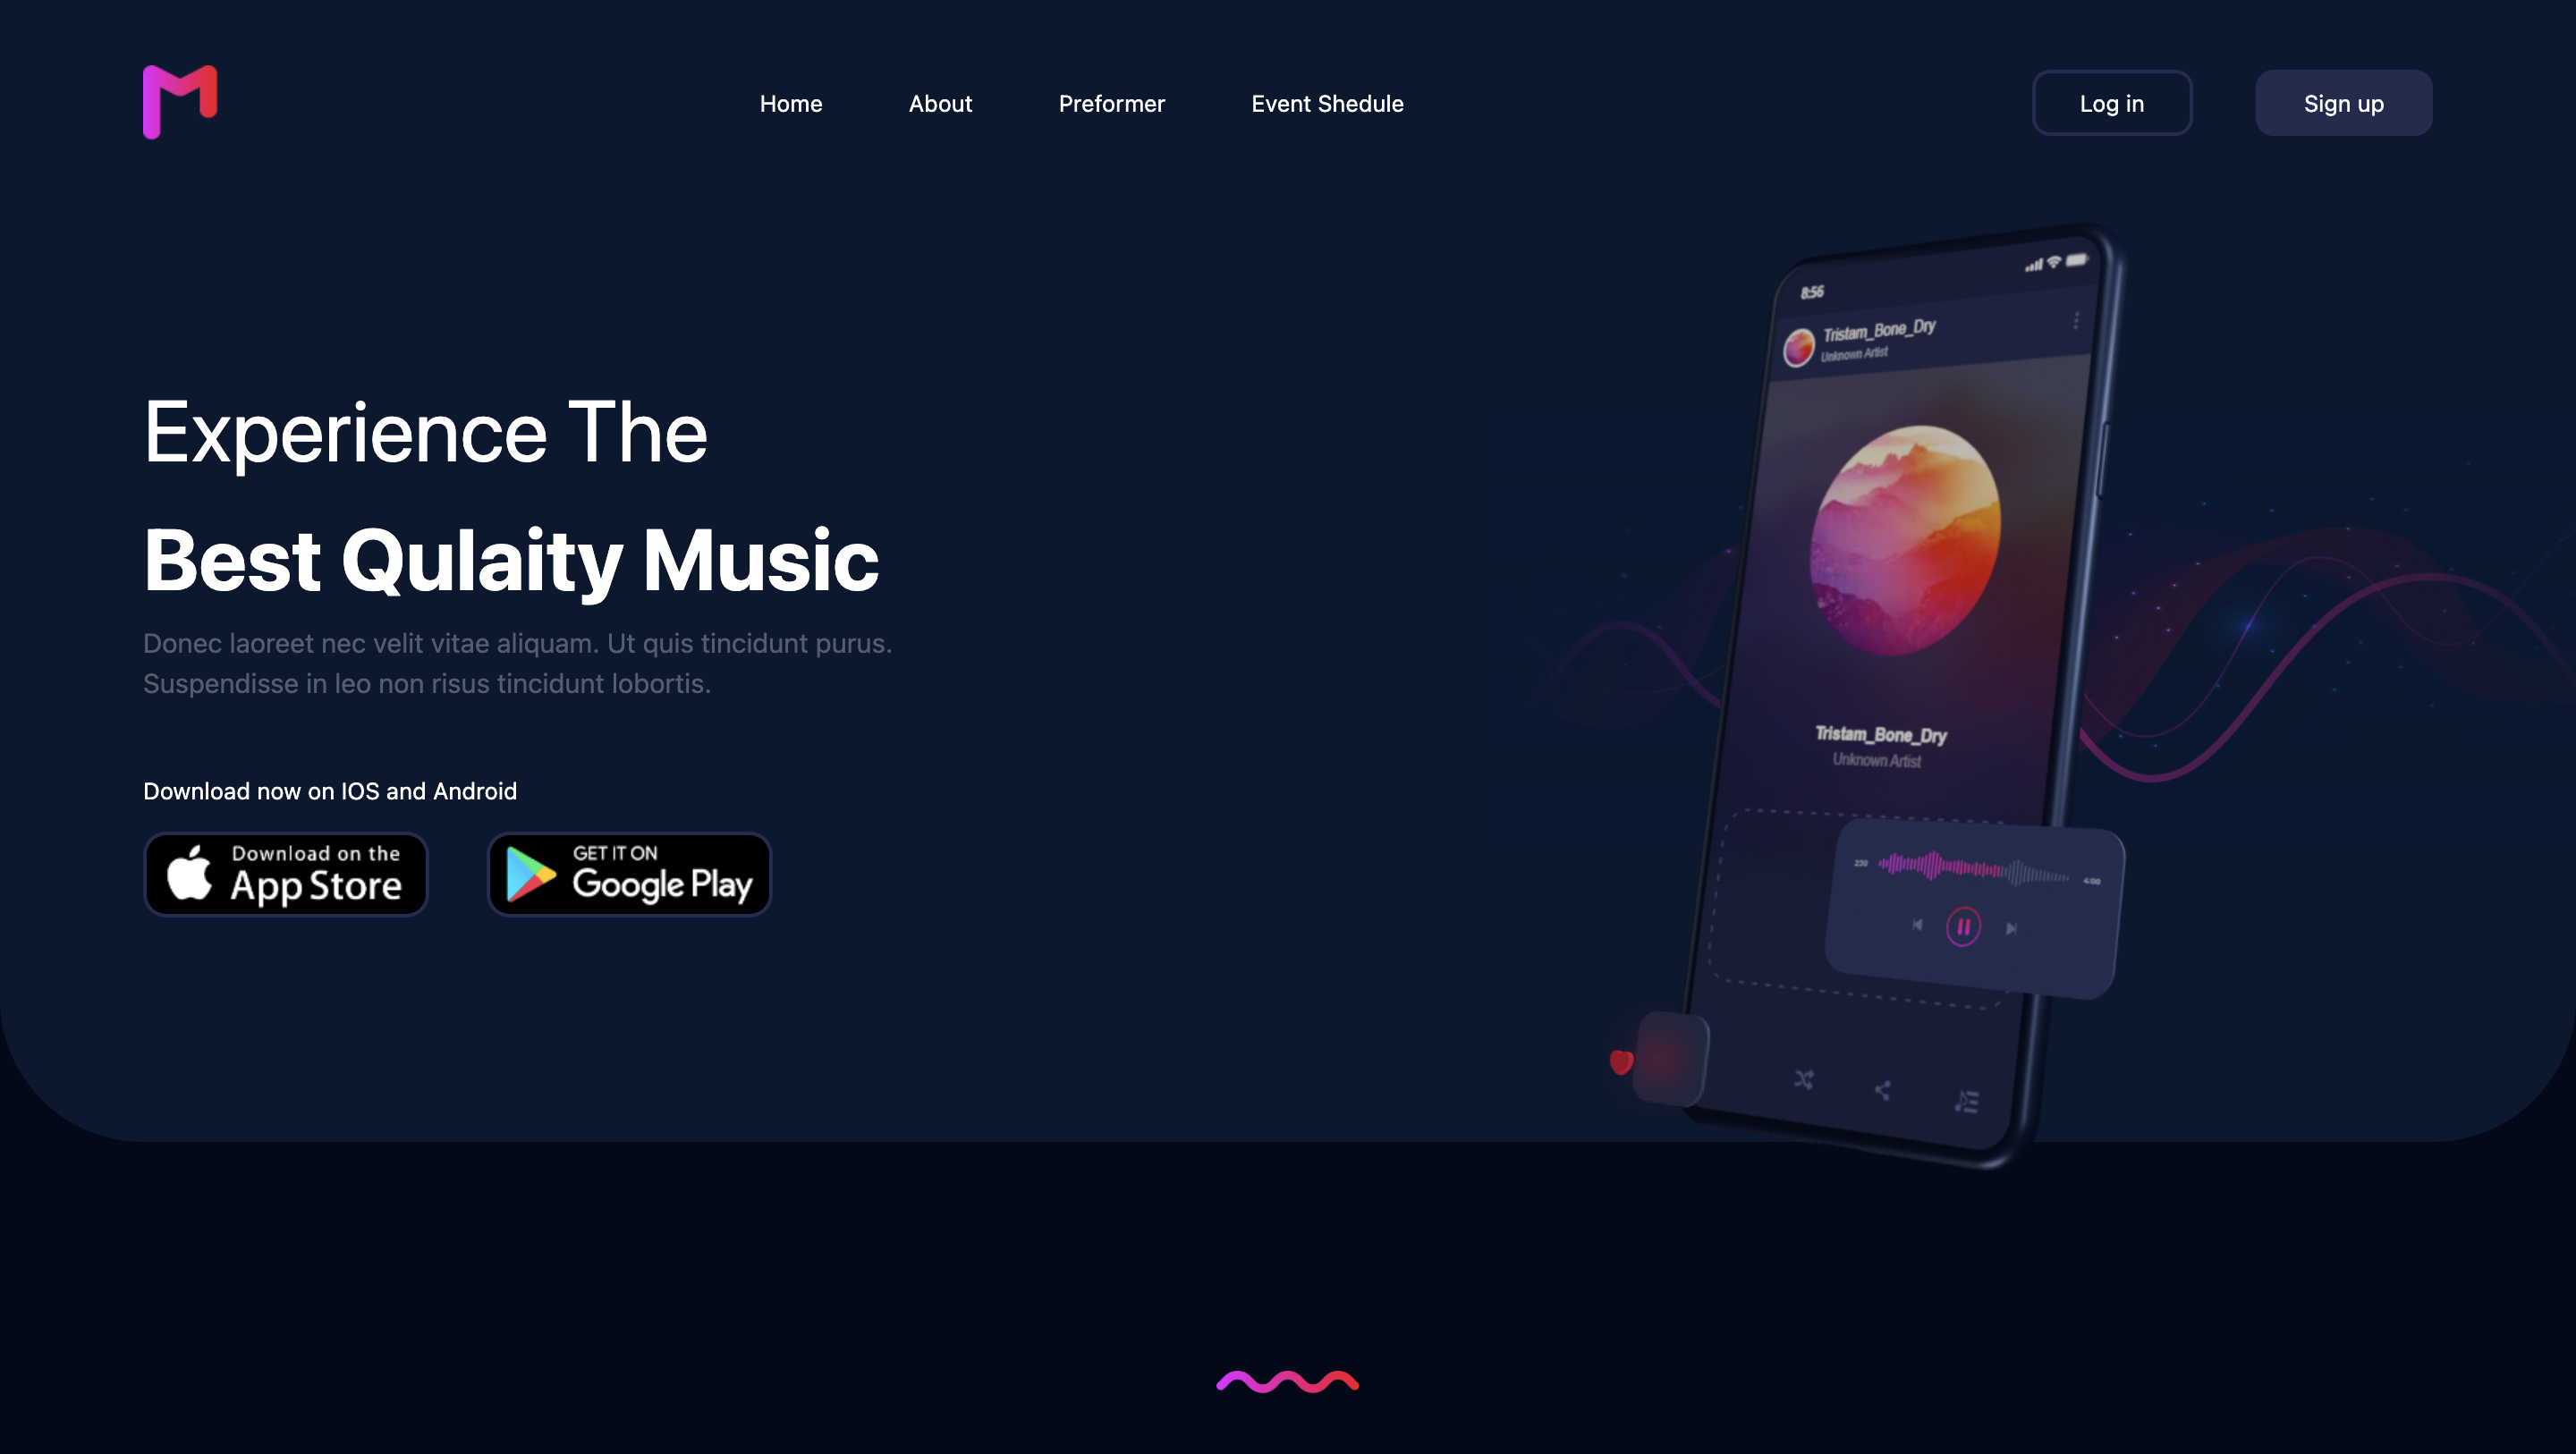 Home
About
Preformer
Event Shedule
Log in
Sign up
Experience The
Best Qulaity Music
Donec laoreet nec velit vitae aliquam. Ut quis tincidunt purus.
Suspendisse in leo non risus tincidunt lobortis.
Download now on IOS and Android
Download on the
App Store
GET IT ON
Google Play
8:56
Tristam_Bone_Dry
Unknown Artist
Tristam_Bone_Dry
Unknown Artist
2:30
4:00